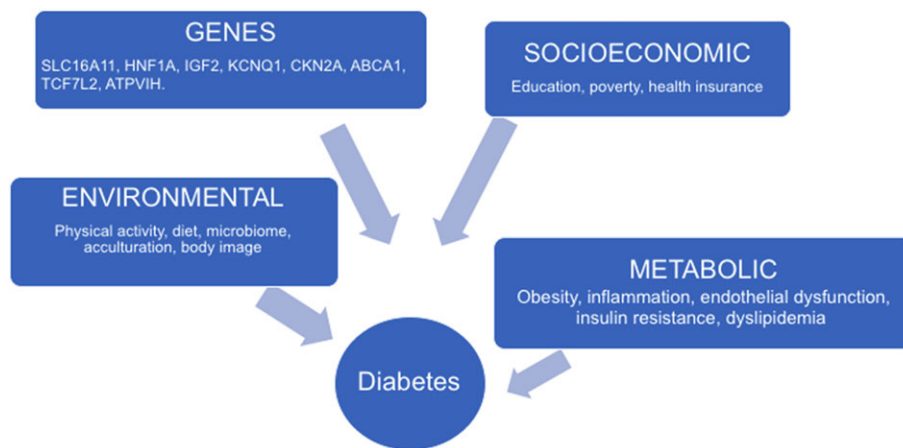 GENES
SLC16A11, HNF1A, IGF2, KCNQ1, CKN2A, ABCA1,
TCF7L2, ATPVIH.
SOCIOECONOMIC
Education, poverty, health insurance
ENVIRONMENTAL
Physical activity, diet, microbiome,
acculturation, body image
METABOLIC
Obesity, inflammation, endothelial dysfunction,
insulin resistance, dyslipidemia
Diabetes